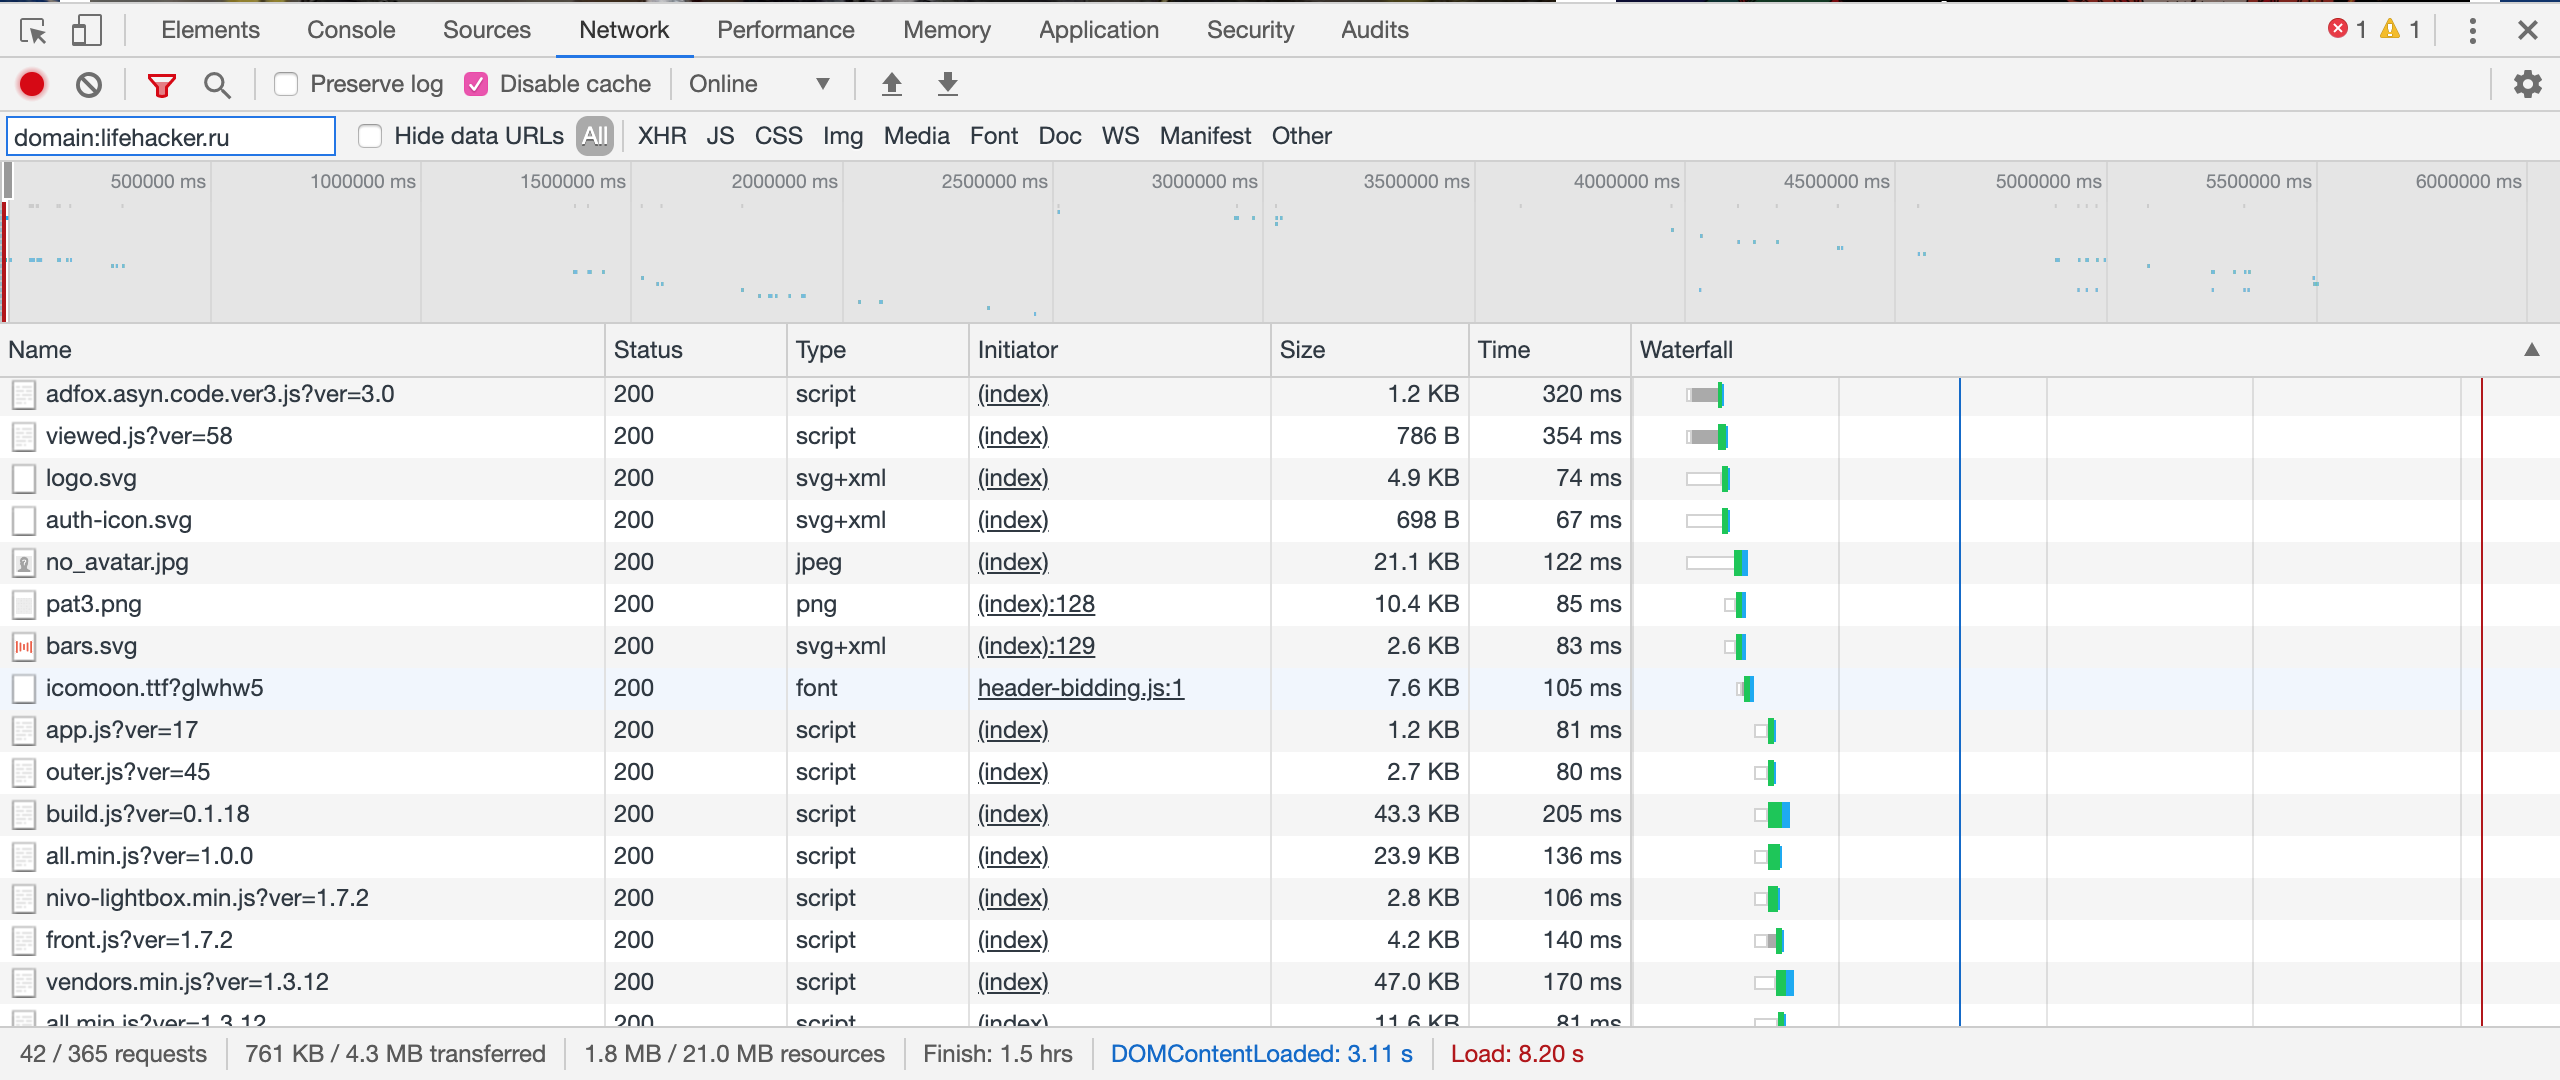 Elements Console Sources Network Performance Memory Application Security Audits 1 1
Preserve log Disable cache Online
domain:lifehacker.ru Hide data URLs All XHR JS CSS Img Media Font Doc WS Manifest Other
500000 ms 1000000 ms 1500000 ms 2000000 ms 2500000 ms 3000000 ms 3500000 ms 4000000 ms 4500000 ms 5000000 ms 5500000 ms 6000000 ms
Name Status Type Initiator Size Time Waterfall
adfox.asyn.code.ver3.js?ver=3.0 200 script (index) 1.2 KB 320 ms
viewed.js?ver=58 200 script (index) 786 B 354 ms
logo.svg 200 svg+xml (index) 4.9 KB 74 ms
auth-icon.svg 200 svg+xml (index) 698 B 67 ms
no_avatar.jpg 200 jpeg (index) 21.1 KB 122 ms
pat3.png 200 png (index):128 10.4 KB 85 ms
bars.svg 200 svg+xml (index):129 2.6 KB 83 ms
icomoon.ttf?glwhw5 200 font header-bidding.js:1 7.6 KB 105 ms
app.js?ver=17 200 script (index) 1.2 KB 81 ms
outer.js?ver=45 200 script (index) 2.7 KB 80 ms
build.js?ver=0.1.18 200 script (index) 43.3 KB 205 ms
all.min.js?ver=1.0.0 200 script (index) 23.9 KB 136 ms
nivo-lightbox.min.js?ver=1.7.2 200 script (index) 2.8 KB 106 ms
front.js?ver=1.7.2 200 script (index) 4.2 KB 140 ms
vendors.min.js?ver=1.3.12 200 script (index) 47.0 KB 170 ms
all.min.js?ver=1.3.12 200 script (index) 11.6 KB 81 ms
42 / 365 requests 761 KB / 4.3 MB transferred 1.8 MB / 21.0 MB resources Finish: 1.5 hrs DOMContentLoaded: 3.11 s Load: 8.20 s